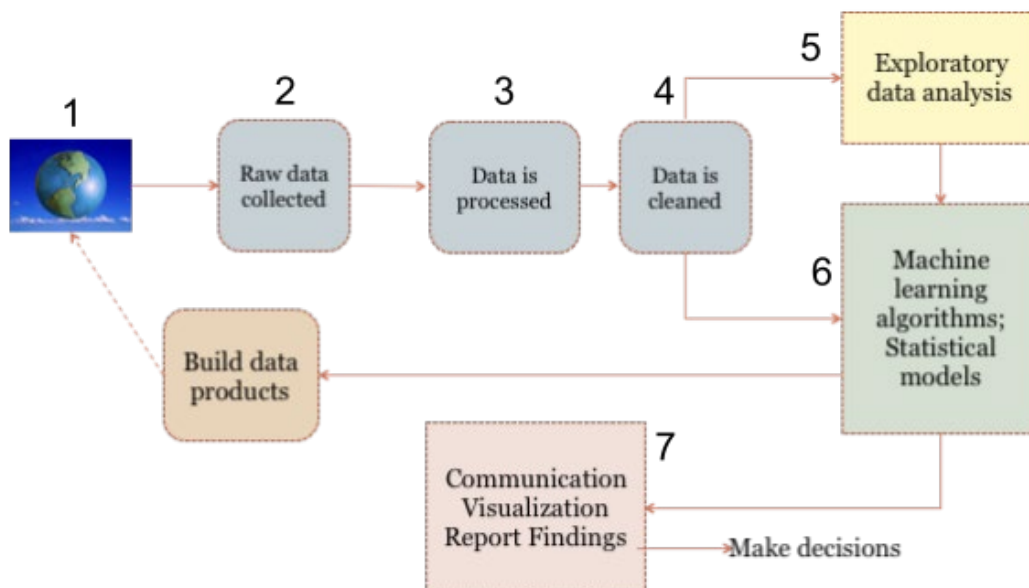 1
2
Raw data
collected
3
Data is
processed
4
Data is
cleaned
5
Exploratory
data analysis
6
Machine
learning
algorithms;
Statistical
models
Build data
products
7
Communication
Visualization
Report Findings
Make decisions